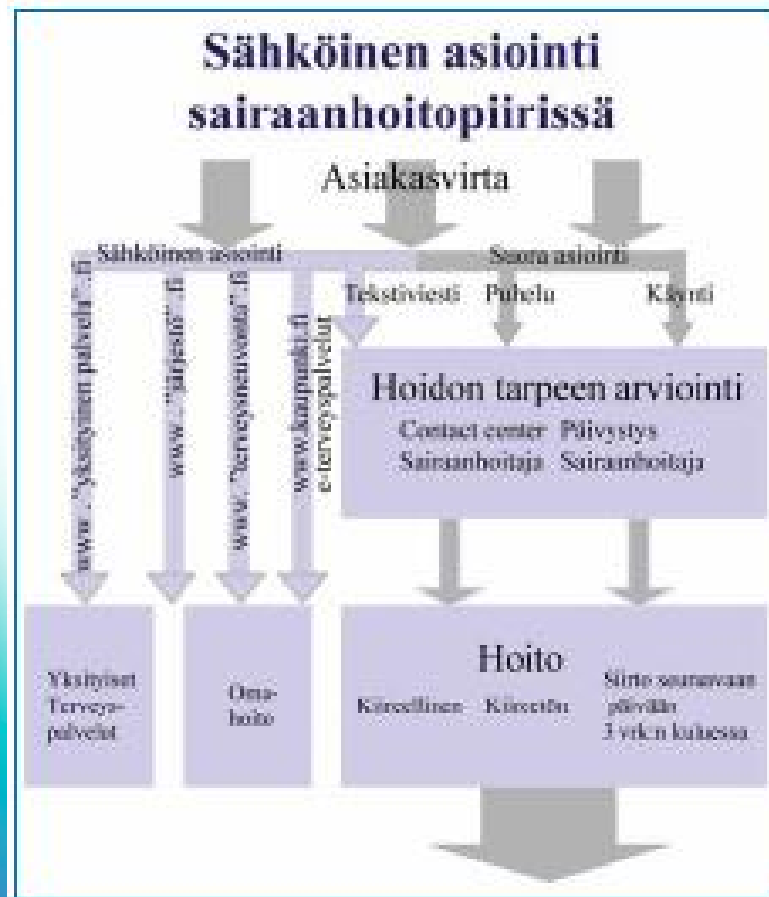 Sähköinen asiointi
sairaanhoitopiirissä
Asiakasvirta
Sähköinen asiointi
Suora asiointi
Tekstiviesti Puhelu Käynti
www."yksityinen palvelu".fi
www."järjestö".fi
www."terveysneuvonta".fi
www.kaupunki.fi
e-terveyspalvelut
Hoidon tarpeen arviointi
Contact center Päivystys
Sairaanhoitaja Sairaanhoitaja
Yksityiset
Terveys-
palvelut
Oma-
hoito
Hoito
Kiireellinen Kiireetön
Siirto seuraavaan
päivään
3 vrk:n kuluessa